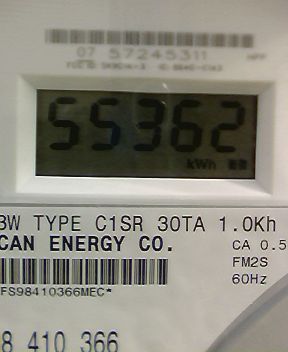 07 57245311
55362
kWh
3W TYPE C1SR 30TA 1.0Kh
CAN ENERGY CO.
CA 0.5
FM2S
60Hz
FS98410366MEC*
8 410 366